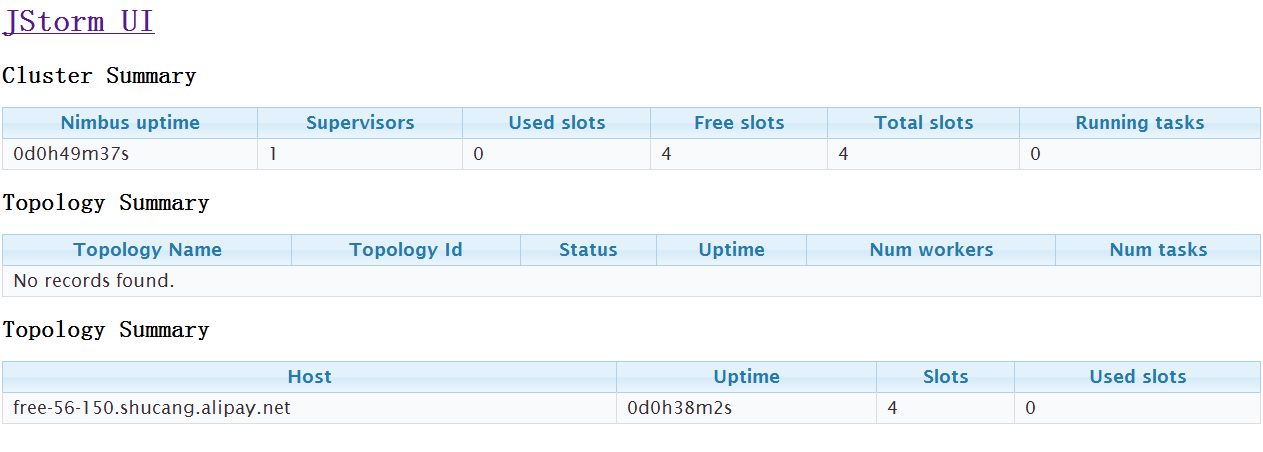 JStorm UI
Cluster Summary
Nimbus uptime Supervisors Used slots Free slots Total slots Running tasks
0d0h49m37s 1 0 4 4 0
Topology Summary
Topology Name Topology Id Status Uptime Num workers Num tasks
No records found.
Topology Summary
Host Uptime Slots Used slots
free-56-150.shucang.alipay.net 0d0h38m2s 4 0